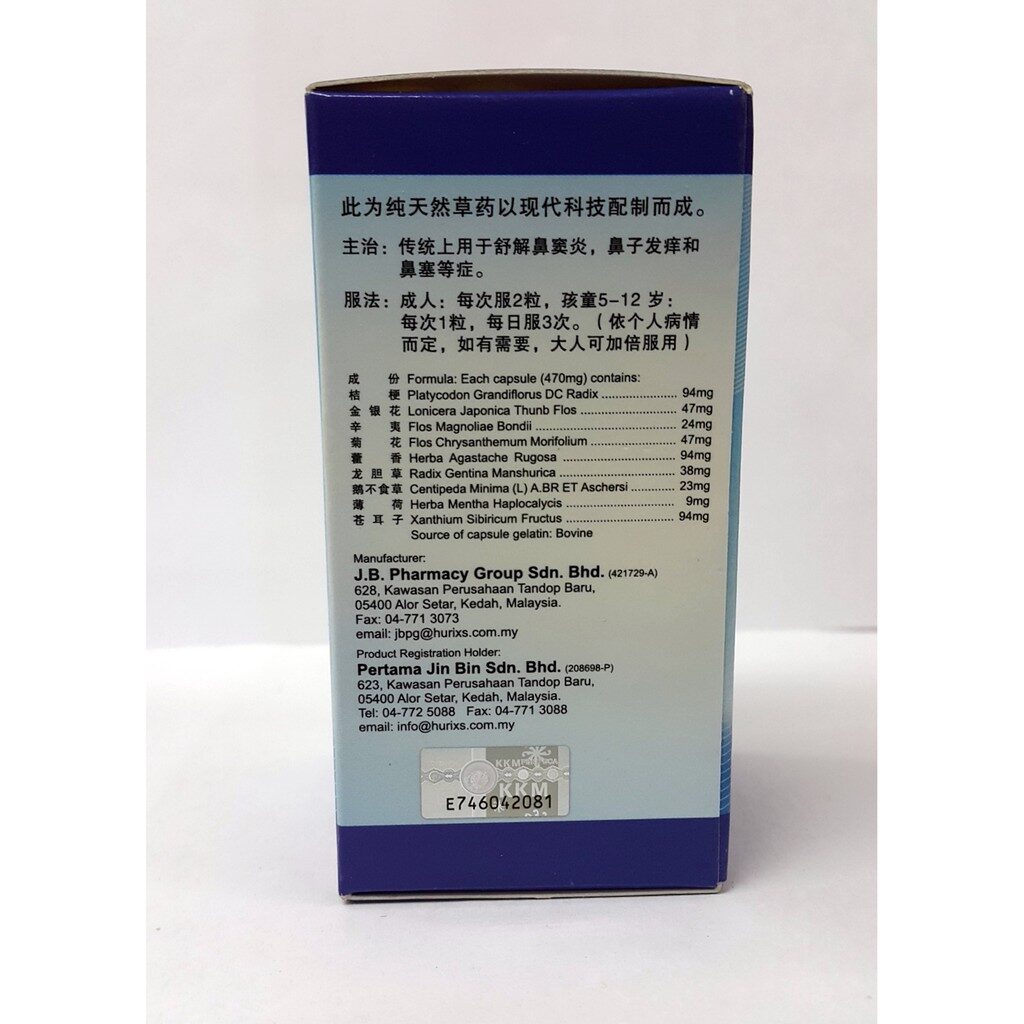 此为纯天然草药以现代科技配制而成。
主治：传统上用于舒解鼻窦炎，鼻子发痒和
鼻塞等症。
服法：成人：每次服2粒，孩童5-12 岁：
每次1粒，每日服3次。（依个人病情
而定，如有需要，大人可加倍服用）
成 份 Formula: Each capsule (470mg) contains:
桔 梗 Platycodon Grandiflorus DC Radix ........................ 94mg
金 银 花 Lonicera Japonica Thunb Flos ............................... 47mg
辛 夷 Flos Magnoliae Bondii ........................................... 24mg
菊 花 Flos Chrysanthemum Morifolium ........................... 47mg
藿 香 Herba Agastache Rugosa ................................... 94mg
龙 胆 草 Radix Gentina Manshurica .................................... 38mg
鹅不食草 Centipeda Minima (L) A.BR ET Aschersi ............. 23mg
薄 荷 Herba Mentha Haplocalycis .................................. 9mg
苍 耳 子 Xanthium Sibiricum Fructus ................................. 94mg
Source of capsule gelatin: Bovine
Manufacturer:
J.B. Pharmacy Group Sdn. Bhd. (421729-A)
628, Kawasan Perusahaan Tandop Baru,
05400 Alor Setar, Kedah, Malaysia.
Fax: 04-771 3073
email: jbpg@hurixs.com.my
Product Registration Holder:
Pertama Jin Bin Sdn. Bhd. (208698-P)
623, Kawasan Perusahaan Tandop Baru,
05400 Alor Setar, Kedah, Malaysia.
Tel: 04-772 5088 Fax: 04-771 3088
email: info@hurixs.com.my
KKM
KKM
E746042081